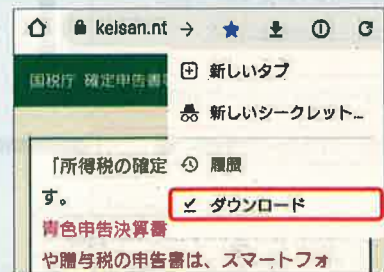 keisan.nt
国税庁 確定申告書
新しいタブ
新しいシークレット...
「所得税の確定
履歴
す。
ダウンロード
青色申告決算書
や贈与税の申告書は、スマートフォ